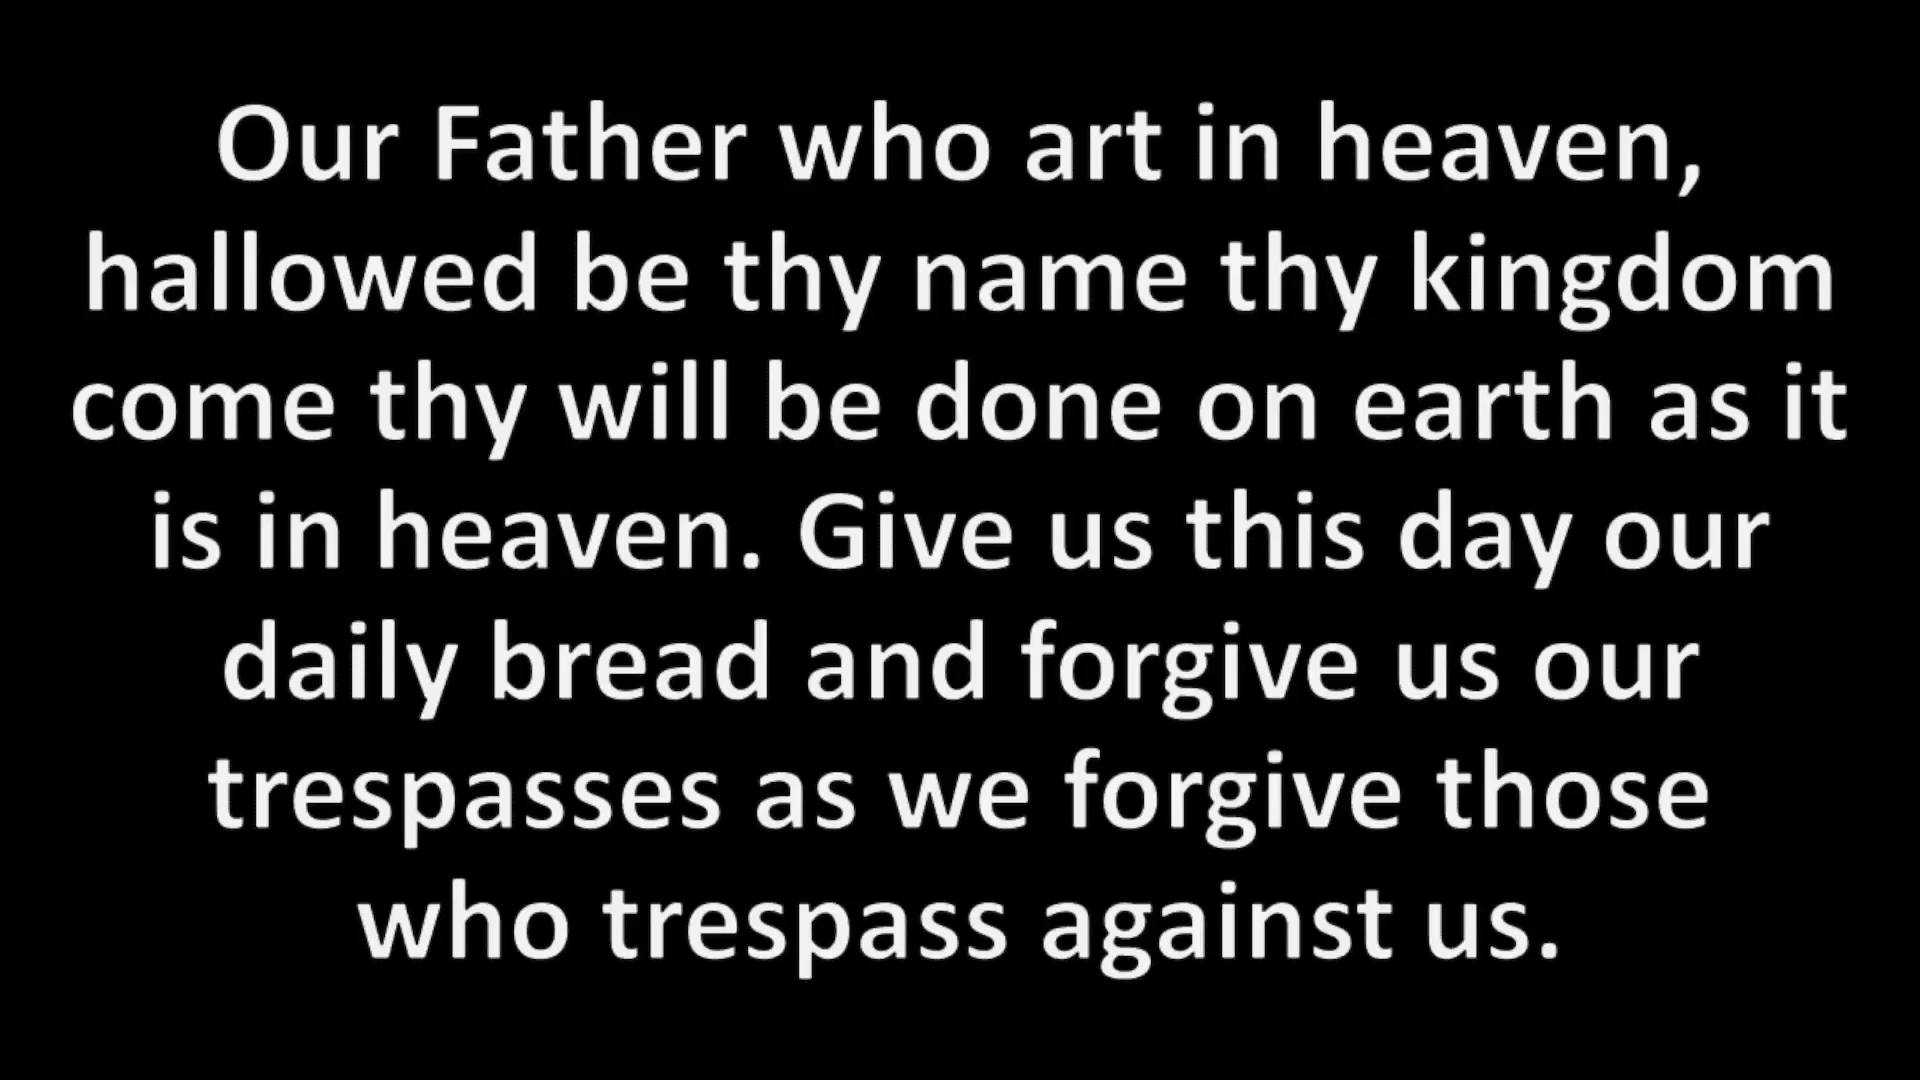 Our Father who art in heaven,
hallowed be thy name thy kingdom
come thy will be done on earth as it
is in heaven. Give us this day our
daily bread and forgive us our
trespasses as we forgive those
who trespass against us.